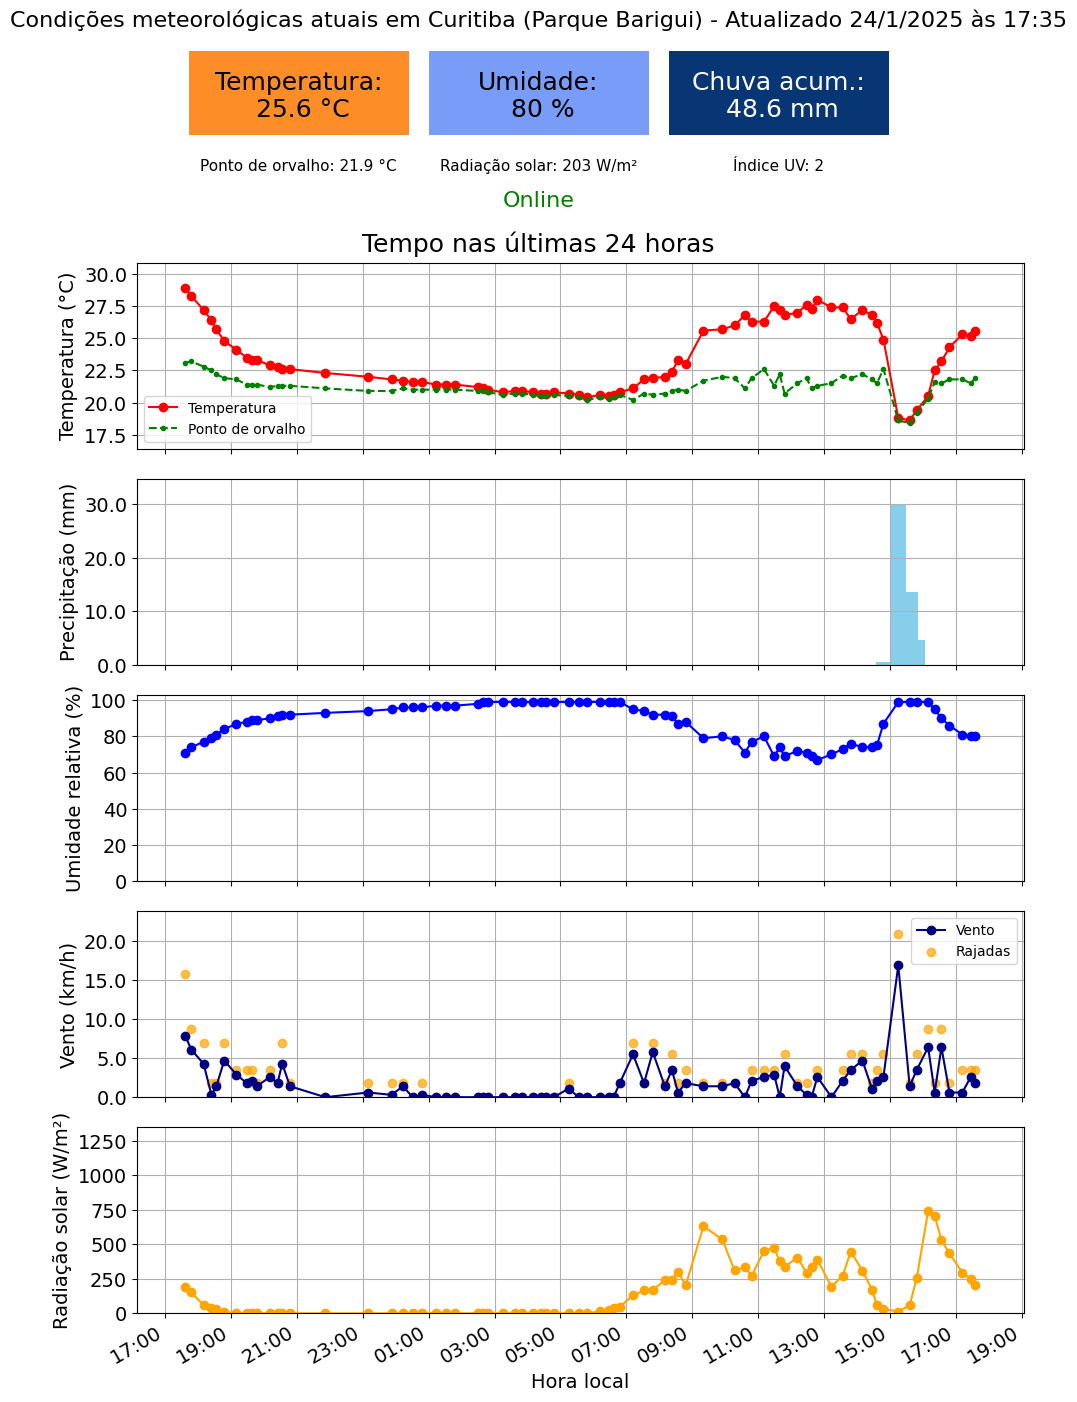 Condições meteorológicas atuais em Curitiba (Parque Barigui) - Atualizado 24/1/2025 às 17:35
Temperatura:
25.6 °C
Umidade:
80 %
Chuva acum.:
48.6 mm
Ponto de orvalho: 21.9 °C
Radiação solar: 203 W/m²
Índice UV: 2
Online
Tempo nas últimas 24 horas
Temperatura (°C)
30.0
27.5
25.0
22.5
20.0
17.5
Temperatura
Ponto de orvalho
Precipitação (mm)
30.0
20.0
10.0
0.0
Umidade relativa (%)
100
80
60
40
20
0
Vento (km/h)
20.0
15.0
10.0
5.0
0.0
Vento
Rajadas
Radiação solar (W/m²)
1250
1000
750
500
250
0
17:00
19:00
21:00
23:00
01:00
03:00
05:00
07:00
09:00
11:00
13:00
15:00
17:00
19:00
Hora local